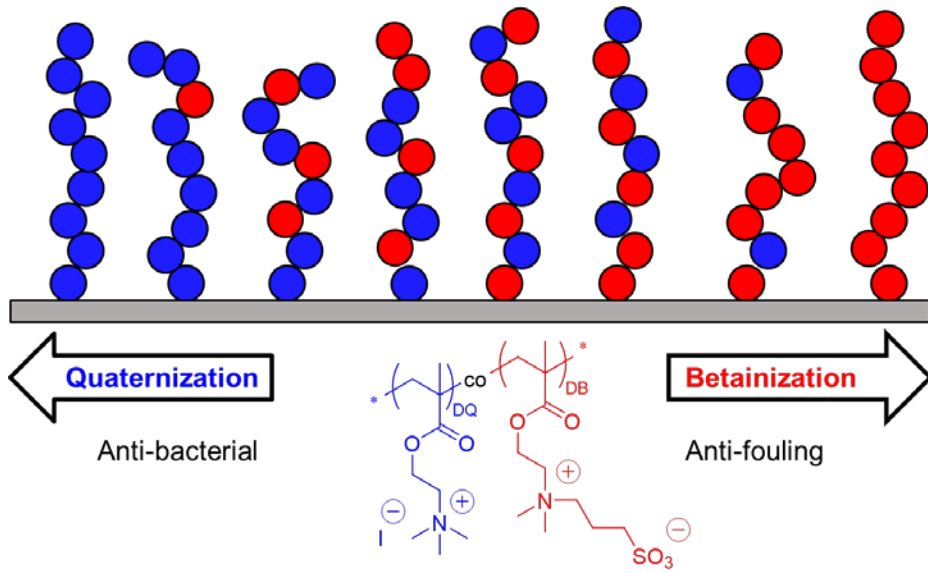 Quaternization
Betainization
Anti-bacterial
Anti-fouling
* co *
DQ
DB
O O
O O
N +
I −
N +
SO3 −